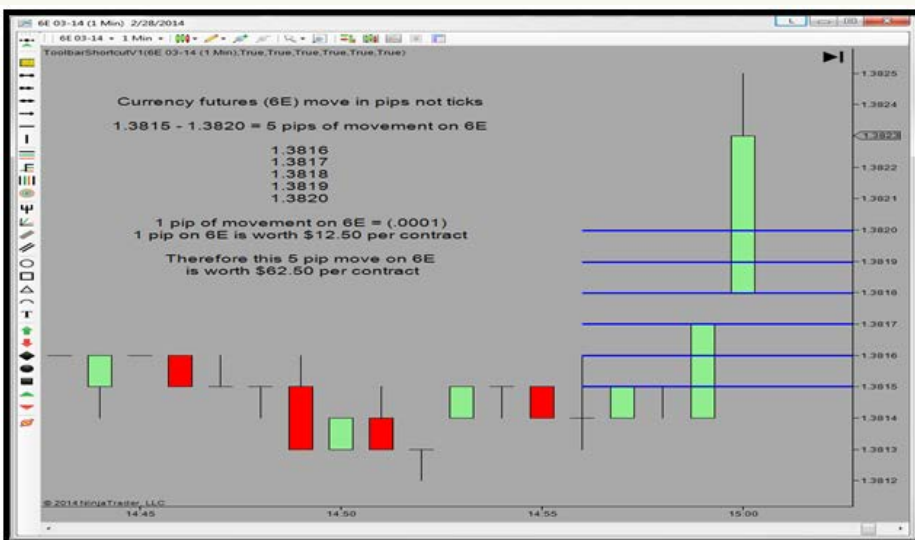 6E 03-14 (1 Min) 2/28/2014
L
6E 03-14 1 Min
ToolbarShortcutV1(6E 03-14 (1 Min),True,True,True,True,True,True)
Currency futures (6E) move in pips not ticks
1.3815 - 1.3820 = 5 pips of movement on 6E
1.3816
1.3817
1.3818
1.3819
1.3820
1 pip of movement on 6E = (.0001)
1 pip on 6E is worth $12.50 per contract
Therefore this 5 pip move on 6E
is worth $62.50 per contract
1.3825
1.3824
1.3823
1.3822
1.3821
1.3820
1.3819
1.3818
1.3817
1.3816
1.3815
1.3814
1.3813
1.3812
© 2014 NinjaTrader, LLC
14:45
14:50
14:55
15:00